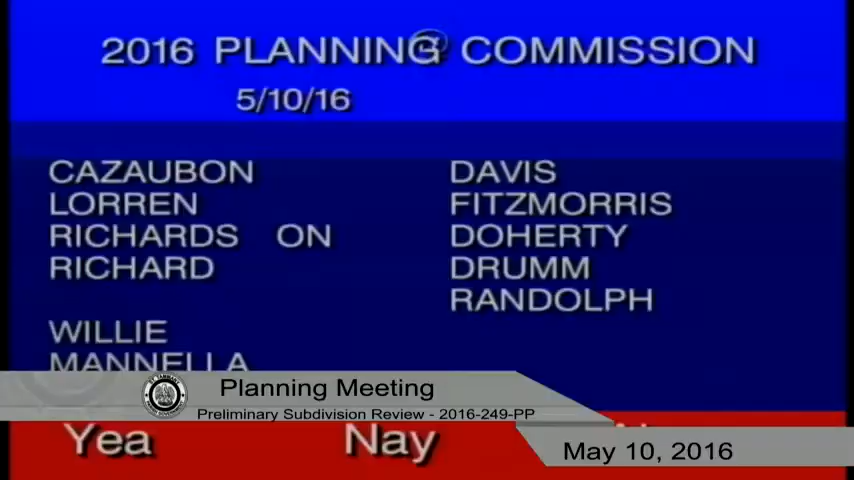 2016 PLANNING COMMISSION
5/10/16
CAZAUBON
LORREN
RICHARDS ON
RICHARD
WILLIE
MANNELLA
DAVIS
FITZMORRIS
DOHERTY
DRUMM
RANDOLPH
Planning Meeting
Preliminary Subdivision Review - 2016-249-PP
Yea
Nay
May 10, 2016